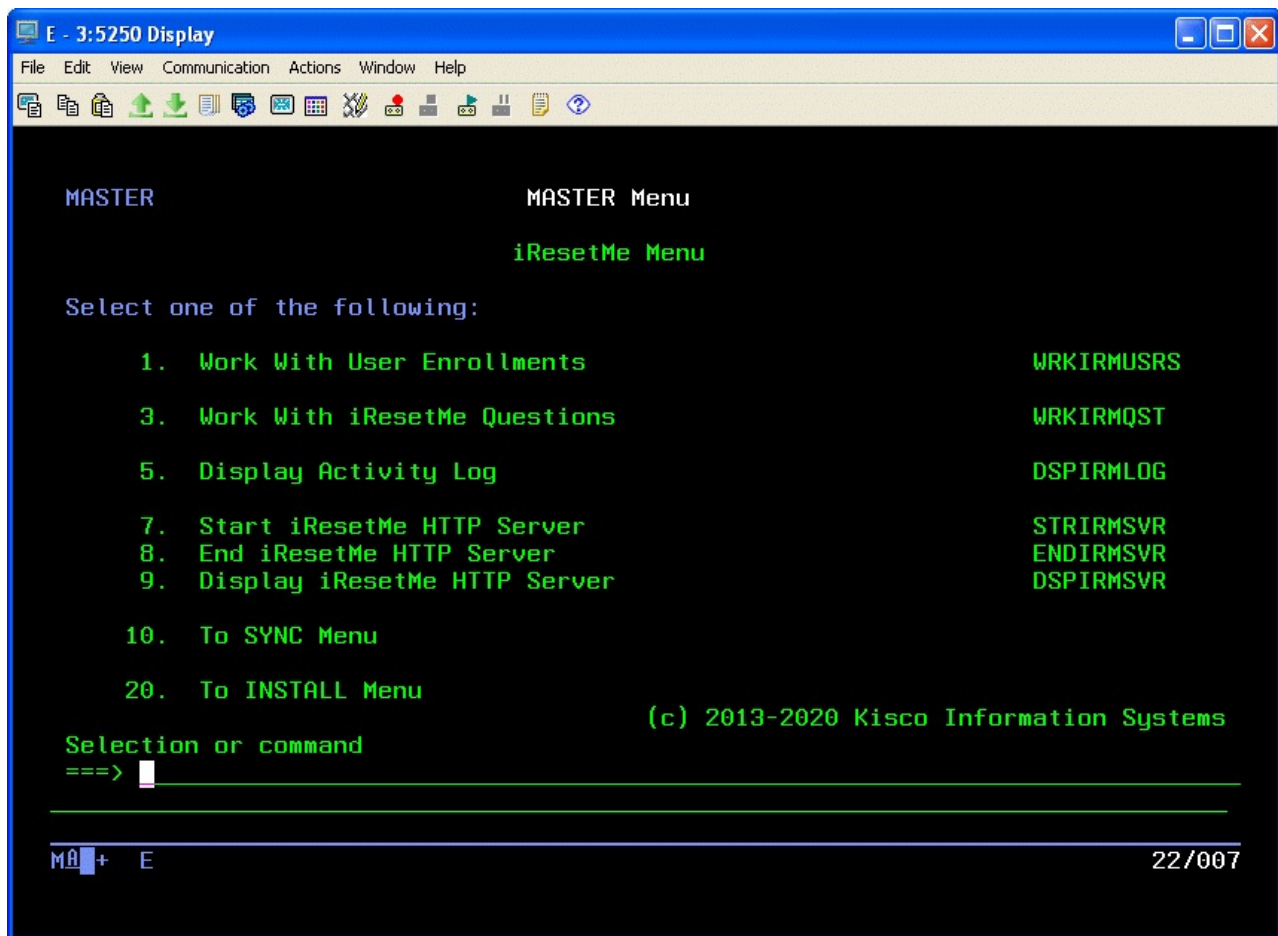 E - 3:5250 Display
File Edit View Communication Actions Window Help
MASTER MASTER Menu
iResetMe Menu
Select one of the following:
1. Work With User Enrollments WRKIRMUSRS
3. Work With iResetMe Questions WRKIRMQST
5. Display Activity Log DSPIRMLOG
7. Start iResetMe HTTP Server STRIRMSVR
8. End iResetMe HTTP Server ENDIRMSVR
9. Display iResetMe HTTP Server DSPIRMSVR
10. To SYNC Menu
20. To INSTALL Menu
(c) 2013-2020 Kisco Information Systems
Selection or command
===>
MA + E 22/007